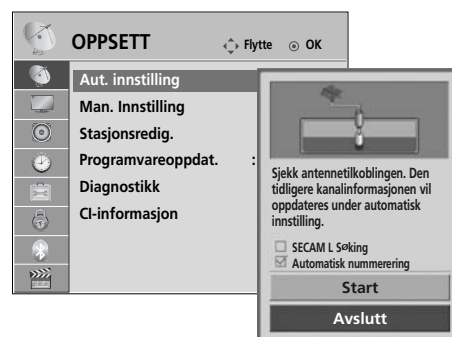 OPPSETT
Flytte OK
Aut. innstilling
Man. Innstilling
Stasjonsredig.
Programvareoppdat. :
Diagnostikk
CI-informasjon
Sjekk antennetilkoblingen. Den
tidligere kanalinformasjonen vil
oppdateres under automatisk
innstilling.
SECAM L Søking
Automatisk nummerering
Start
Avslutt